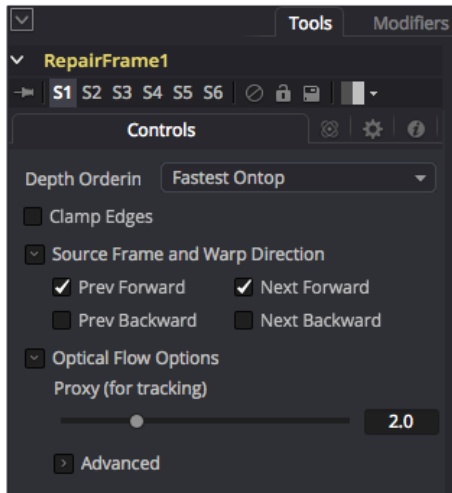 Tools Modifiers
RepairFrame1
S1 S2 S3 S4 S5 S6
Controls
Depth Orderin Fastest Ontop
Clamp Edges
Source Frame and Warp Direction
Prev Forward Next Forward
Prev Backward Next Backward
Optical Flow Options
Proxy (for tracking)
2.0
Advanced